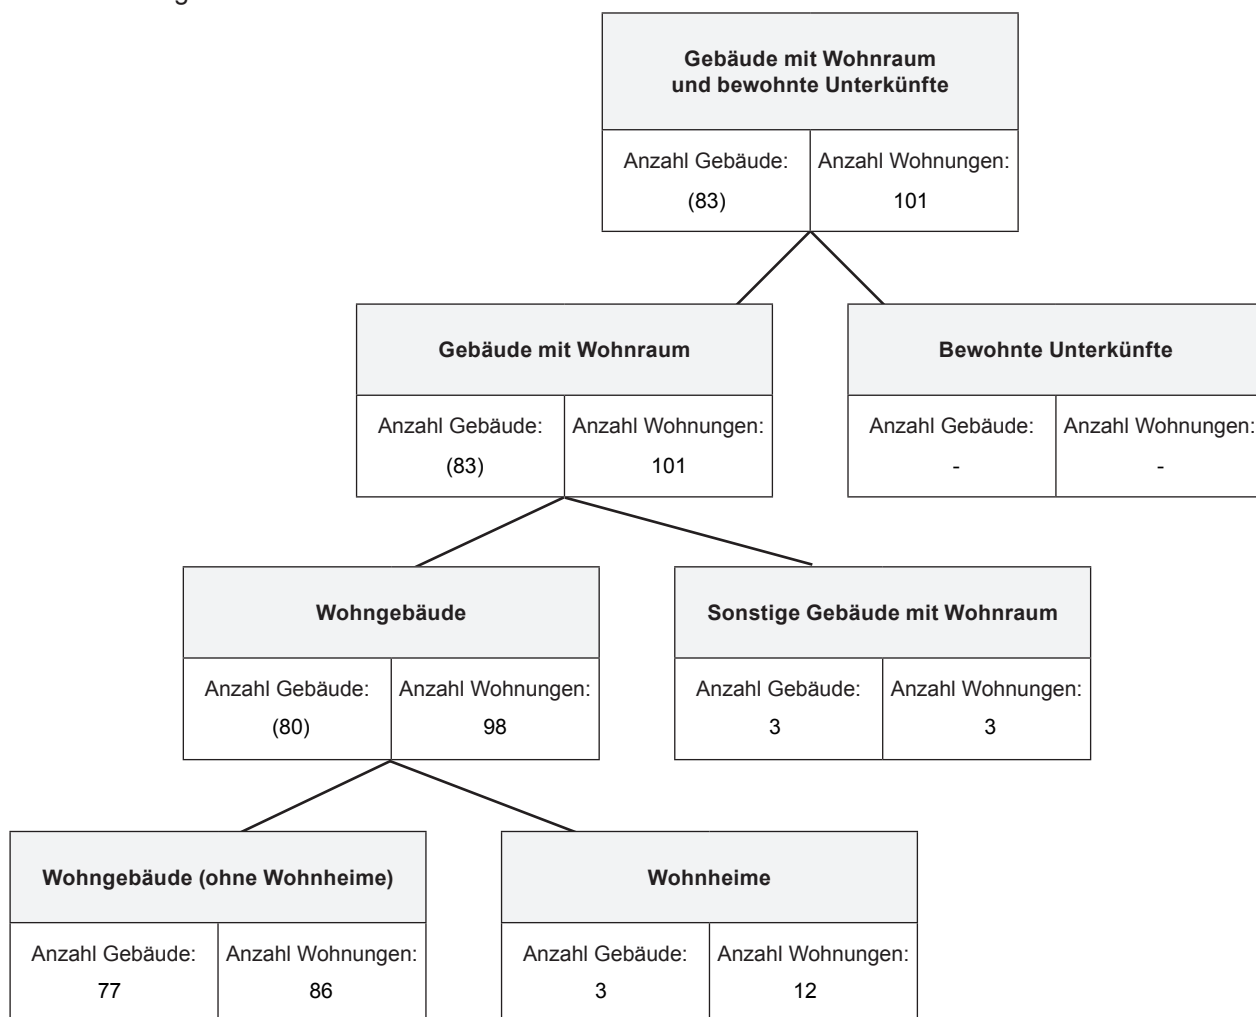 Gebäude mit Wohnraum
und bewohnte Unterkünfte
Anzahl Gebäude: Anzahl Wohnungen:
(83) 101
Gebäude mit Wohnraum Bewohnte Unterkünfte
Anzahl Gebäude: Anzahl Wohnungen: Anzahl Gebäude: Anzahl Wohnungen:
(83) 101 - -
Wohngebäude Sonstige Gebäude mit Wohnraum
Anzahl Gebäude: Anzahl Wohnungen: Anzahl Gebäude: Anzahl Wohnungen:
(80) 98 3 3
Wohngebäude (ohne Wohnheime) Wohnheime
Anzahl Gebäude: Anzahl Wohnungen: Anzahl Gebäude: Anzahl Wohnungen:
77 86 3 12